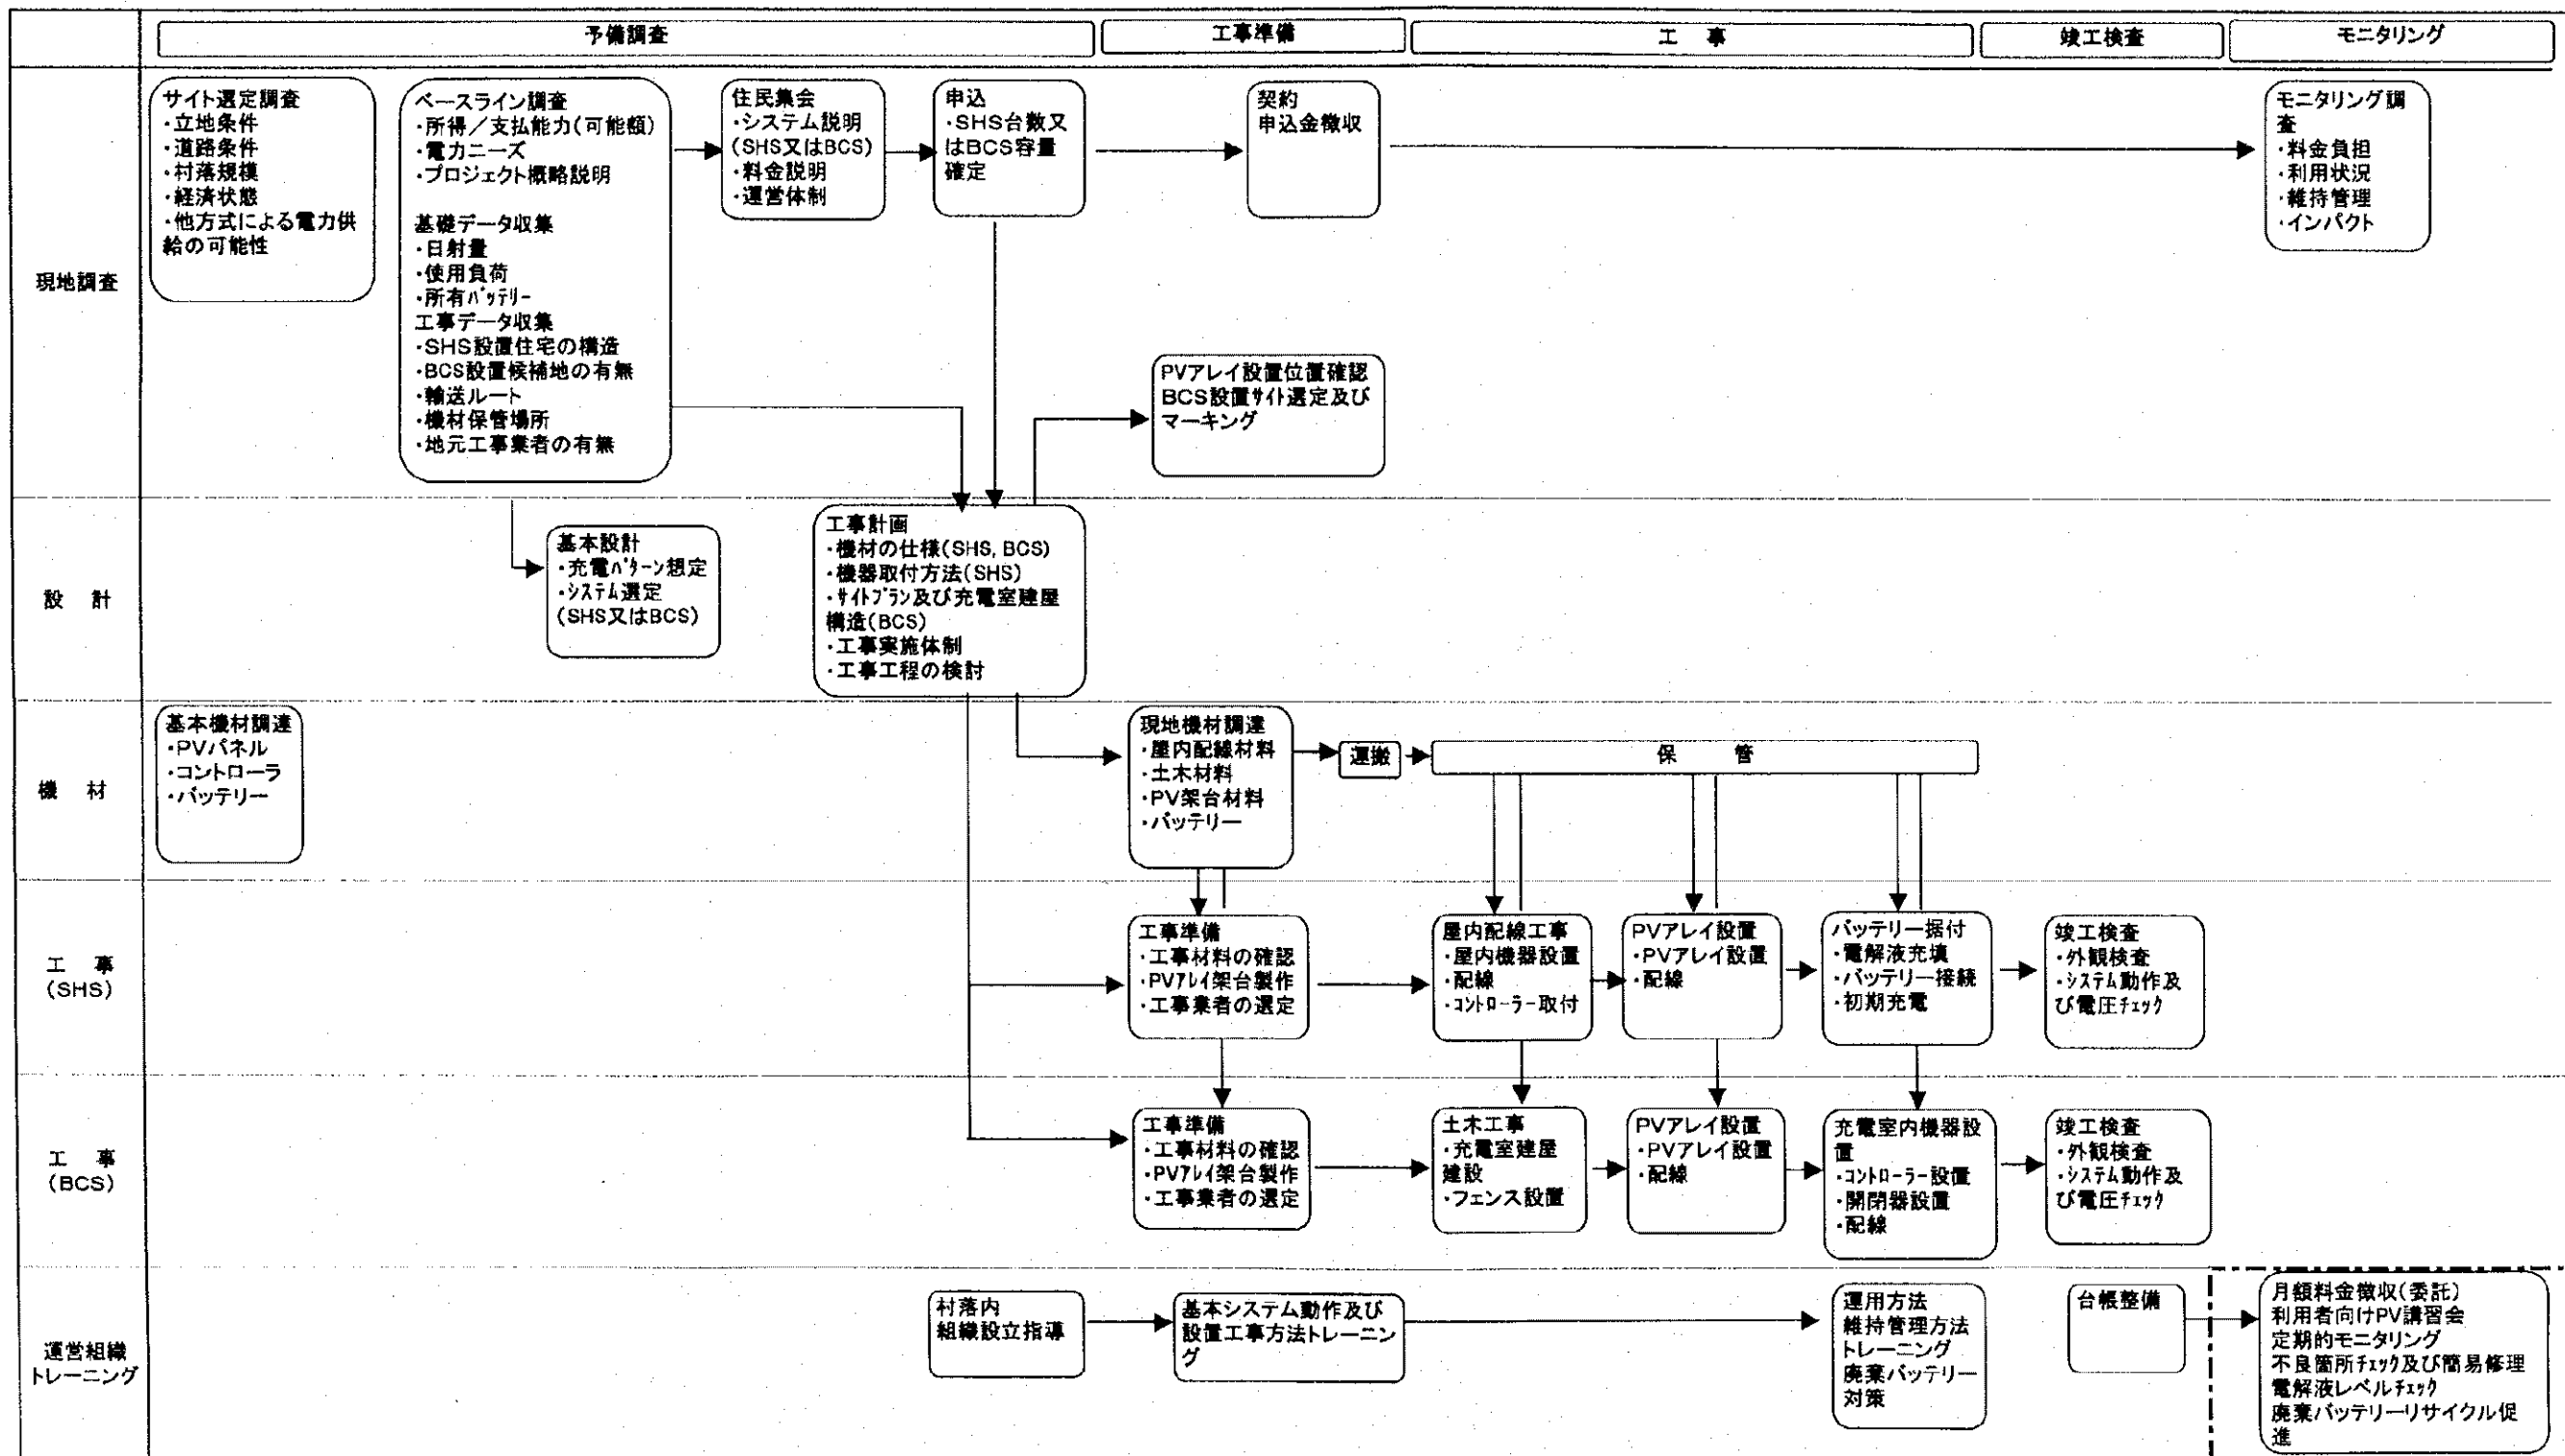 予備調査
工事準備
工 事
竣工検査
モニタリング
現地調査
サイト選定調査
・立地条件
・道路条件
・村落規模
・経済状態
・他方式による電力供
給の可能性
ベースライン調査
・所得／支払能力(可能額)
・電力ニーズ
・プロジェクト概略説明
基礎データ収集
・日射量
・使用負荷
・所有ﾊﾞｯﾃﾘｰ
工事データ収集
・SHS設置住宅の構造
・BCS設置候補地の有無
・輸送ルート
・機材保管場所
・地元工事業者の有無
住民集会
・システム説明
(SHS又はBCS)
・料金説明
・運営体制
申込
・SHS台数又
はBCS容量
確定
契約
申込金徴収
モニタリング調
査
・料金負担
・利用状況
・維持管理
・インパクト
PVアレイ設置位置確認
BCS設置ｻｲﾄ選定及び
マーキング
設 計
基本設計
・充電ﾊﾟﾀｰﾝ想定
・ｼｽﾃﾑ選定
(SHS又はBCS)
工事計画
・機材の仕様(SHS, BCS)
・機器取付方法(SHS)
・ｻｲﾄﾌﾟﾗﾝ及び充電室建屋
構造(BCS)
・工事実施体制
・工事工程の検討
機 材
基本機材調達
・PVパネル
・コントローラ
・バッテリー
現地機材調達
・屋内配線材料
・土木材料
・PV架台材料
・バッテリー
運搬
保 管
工 事
(SHS)
工事準備
・工事材料の確認
・PVｱﾚｲ架台製作
・工事業者の選定
屋内配線工事
・屋内機器設置
・配線
・ｺﾝﾄﾛｰﾗｰ取付
PVアレイ設置
・PVアレイ設置
・配線
バッテリー据付
・電解液充填
・バッテリー接続
・初期充電
竣工検査
・外観検査
・ｼｽﾃﾑ動作及
び電圧ﾁｪｯｸ
工 事
(BCS)
工事準備
・工事材料の確認
・PVｱﾚｲ架台製作
・工事業者の選定
土木工事
・充電室建屋
建設
・フェンス設置
PVアレイ設置
・PVアレイ設置
・配線
充電室内機器設
置
・ｺﾝﾄﾛｰﾗｰ設置
・開閉器設置
・配線
竣工検査
・外観検査
・ｼｽﾃﾑ動作及
び電圧ﾁｪｯｸ
運営組織
トレーニング
村落内
組織設立指導
基本システム動作及び
設置工事方法トレーニン
グ
運用方法
維持管理方法
トレーニング
廃棄バッテリー
対策
台帳整備
月額料金徴収(委託)
利用者向けPV講習会
定期的モニタリング
不良箇所ﾁｪｯｸ及び簡易修理
電解液レベルﾁｪｯｸ
廃棄バッテリーリサイクル促
進